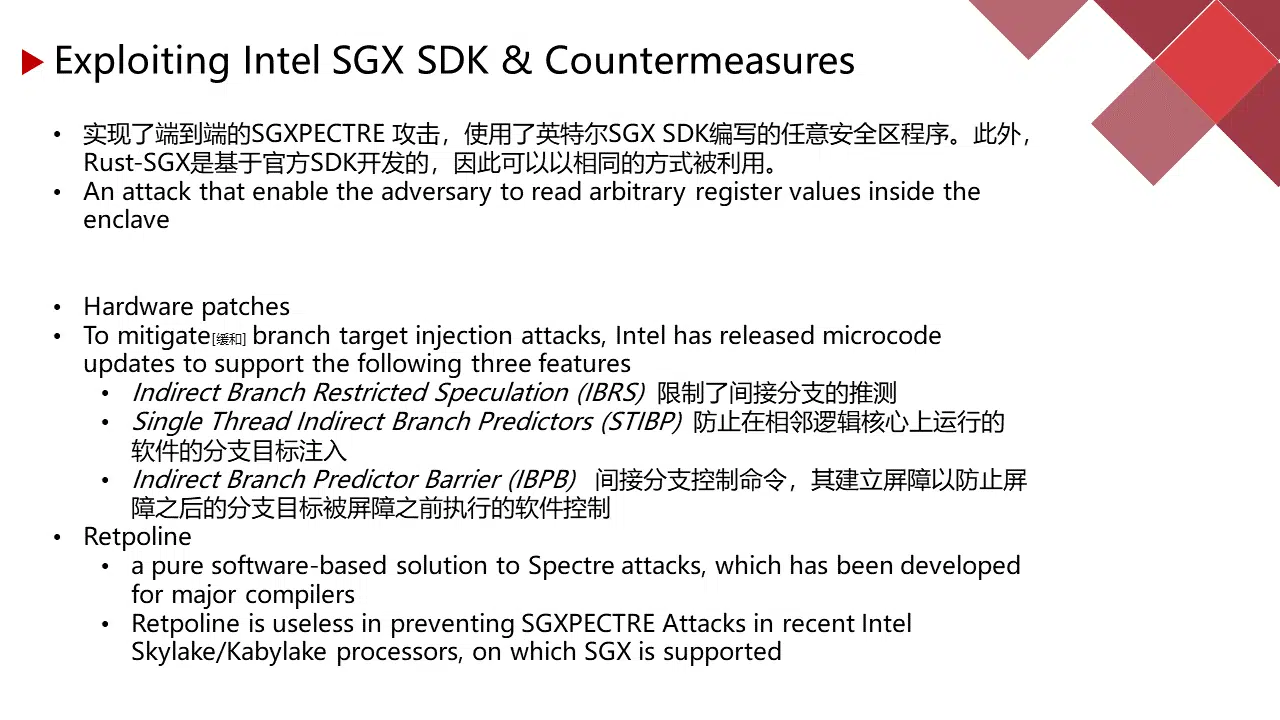 Exploiting Intel SGX SDK & Countermeasures
• 实现了端到端的SGXPECTRE 攻击，使用了英特尔SGX SDK编写的任意安全区程序。此外，
Rust-SGX是基于官方SDK开发的，因此可以以相同的方式被利用。
• An attack that enable the adversary to read arbitrary register values inside the
enclave
• Hardware patches
• To mitigate[缓和] branch target injection attacks, Intel has released microcode
updates to support the following three features
• Indirect Branch Restricted Speculation (IBRS) 限制了间接分支的推测
• Single Thread Indirect Branch Predictors (STIBP) 防止在相邻逻辑核心上运行的
软件的分支目标注入
• Indirect Branch Predictor Barrier (IBPB) 间接分支控制命令，其建立屏障以防止屏
障之后的分支目标被屏障之前执行的软件控制
• Retpoline
• a pure software-based solution to Spectre attacks, which has been developed
for major compilers
• Retpoline is useless in preventing SGXPECTRE Attacks in recent Intel
Skylake/Kabylake processors, on which SGX is supported